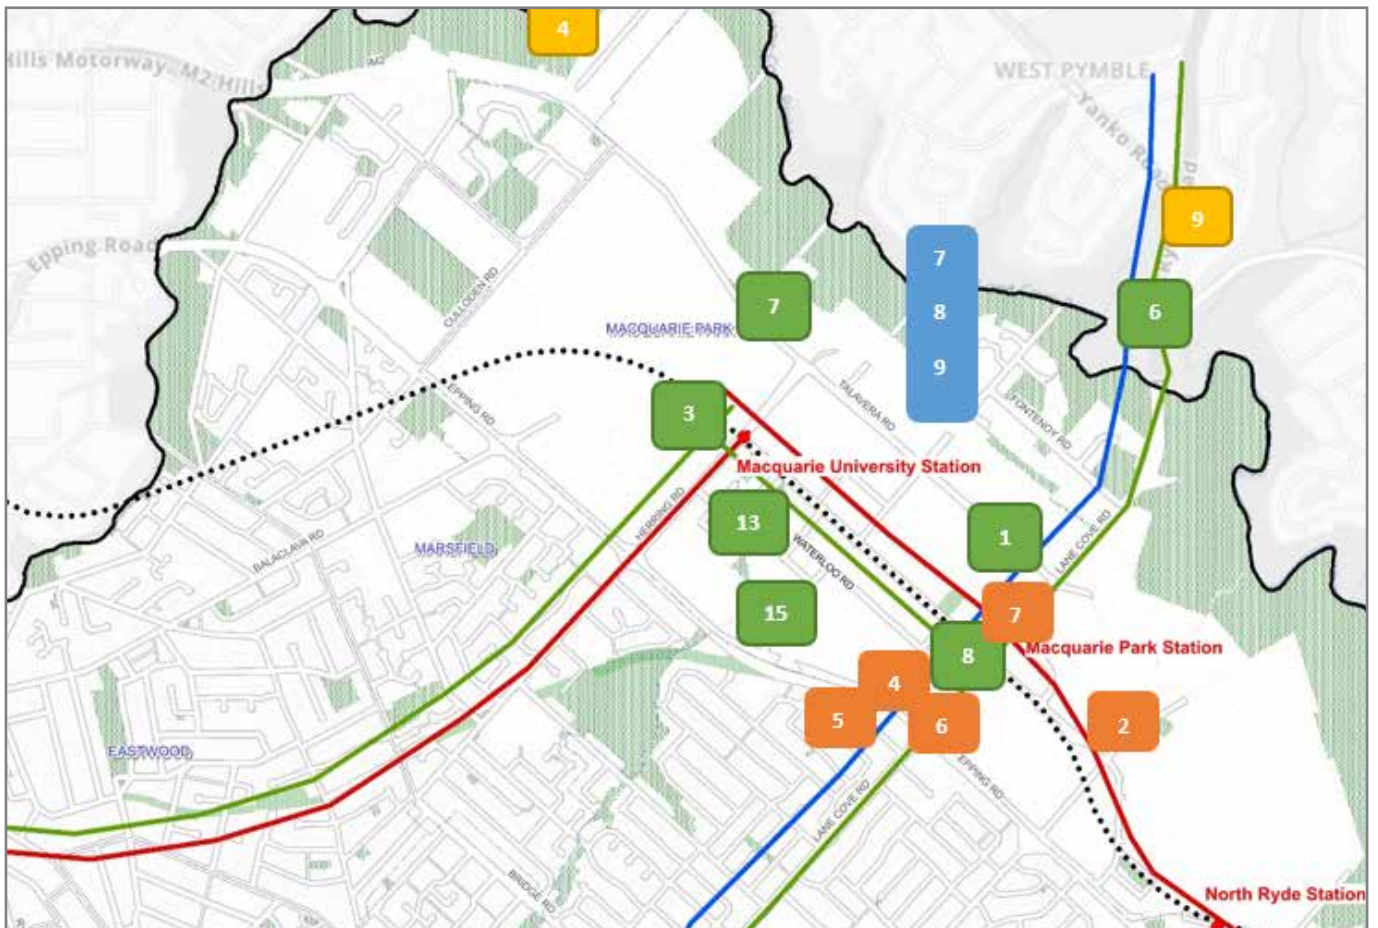 4
Hills Motorway M2 Hills
M2
WEST PYMBLE
Yanko Road
9
Epping Road
7
7
8
9
6
CULLODEN RD
MACQUARIE PARK
EPPING RD
TALAVERA RD
FONTENOY RD
3
Macquarie University Station
HERRING RD
13
1
LANE COVE RD
BALACLAVA RD
MARSFIELD
WATERLOO RD
15
7
8
Macquarie Park Station
4
5
6
2
EASTWOOD
EPPING RD
LANE COVE RD
BRIDGE RD
North Ryde Station